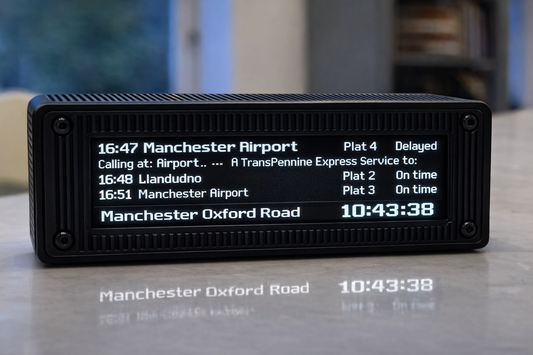 16:47 Manchester Airport Plat 4 Delayed
Calling at: Airport.. --- A TransPennine Express Service to:
16:48 Llandudno Plat 2 On time
16:51 Manchester Airport Plat 3 On time
Manchester Oxford Road 10:43:38
Manchester Oxford Road 10:43:38